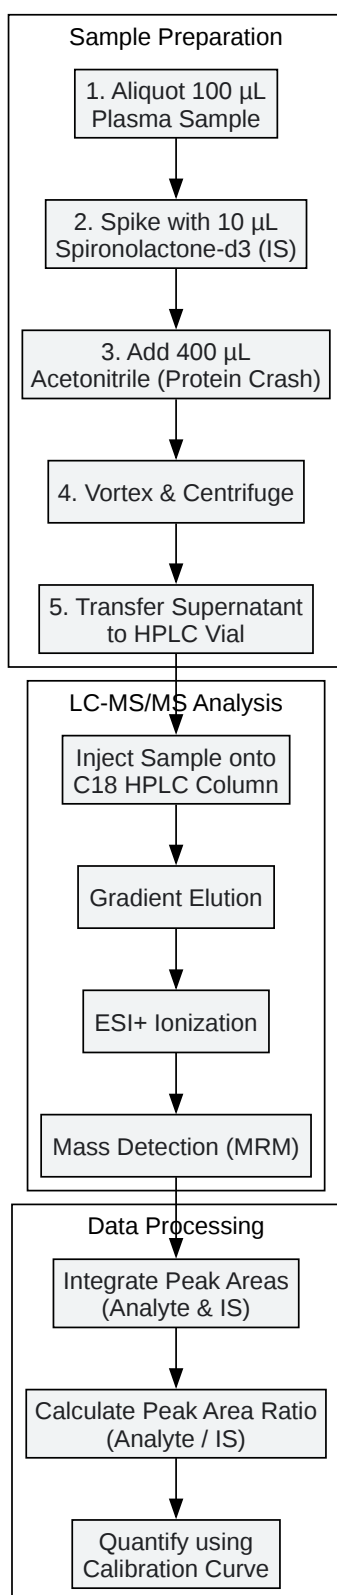 Sample Preparation
1. Aliquot 100 µL
Plasma Sample
2. Spike with 10 µL
Spironolactone-d3 (IS)
3. Add 400 µL
Acetonitrile (Protein Crash)
4. Vortex & Centrifuge
5. Transfer Supernatant
to HPLC Vial
LC-MS/MS Analysis
Inject Sample onto
C18 HPLC Column
Gradient Elution
ESI+ Ionization
Mass Detection (MRM)
Data Processing
Integrate Peak Areas
(Analyte & IS)
Calculate Peak Area Ratio
(Analyte / IS)
Quantify using
Calibration Curve